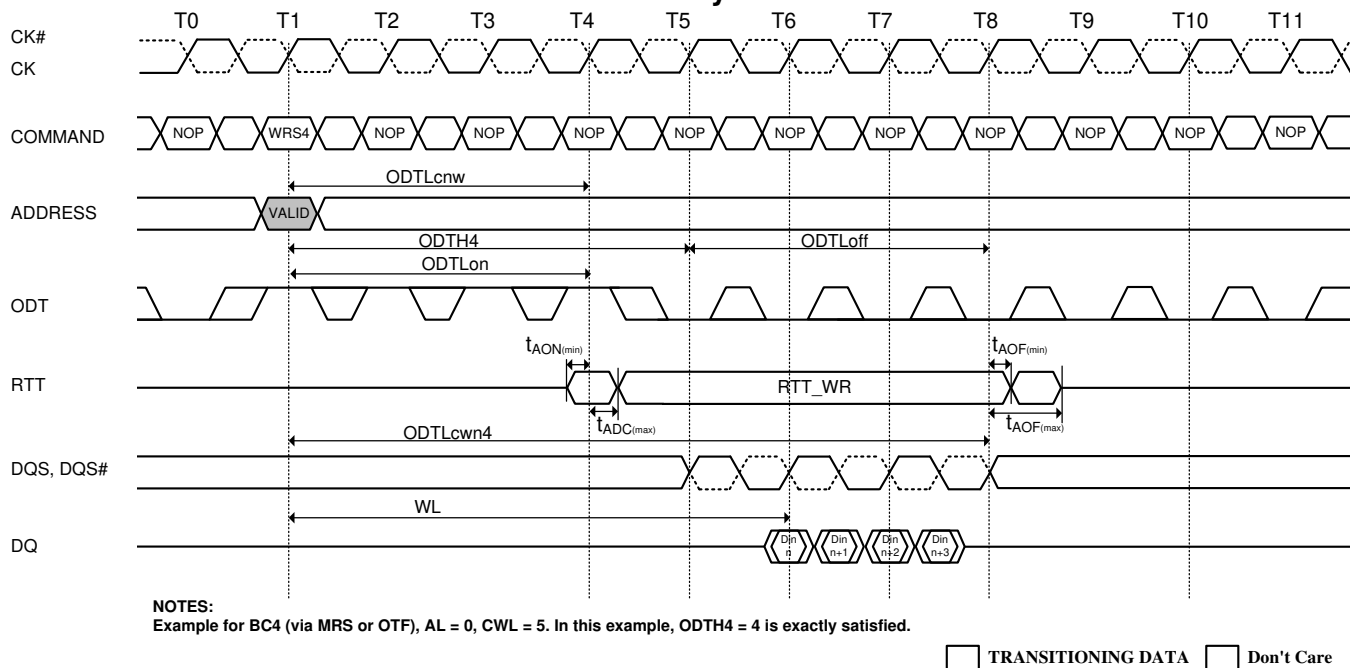 T0 T1 T2 T3 T4 T5 T6 T7 T8 T9 T10 T11
CK#
CK
COMMAND NOP WRS4 NOP NOP NOP NOP NOP NOP NOP NOP NOP NOP
ODTLcnw
ADDRESS VALID
ODTH4 ODTLoff
ODTLon
ODT
tAON(min) tAOF(min)
RTT RTT_WR
tADC(max) tAOF(max)
ODTLcwn4
DQS, DQS#
WL
DQ Din n Din n+1 Din n+2 Din n+3
NOTES:
Example for BC4 (via MRS or OTF), AL = 0, CWL = 5. In this example, ODTH4 = 4 is exactly satisfied.
TRANSITIONING DATA Don't Care